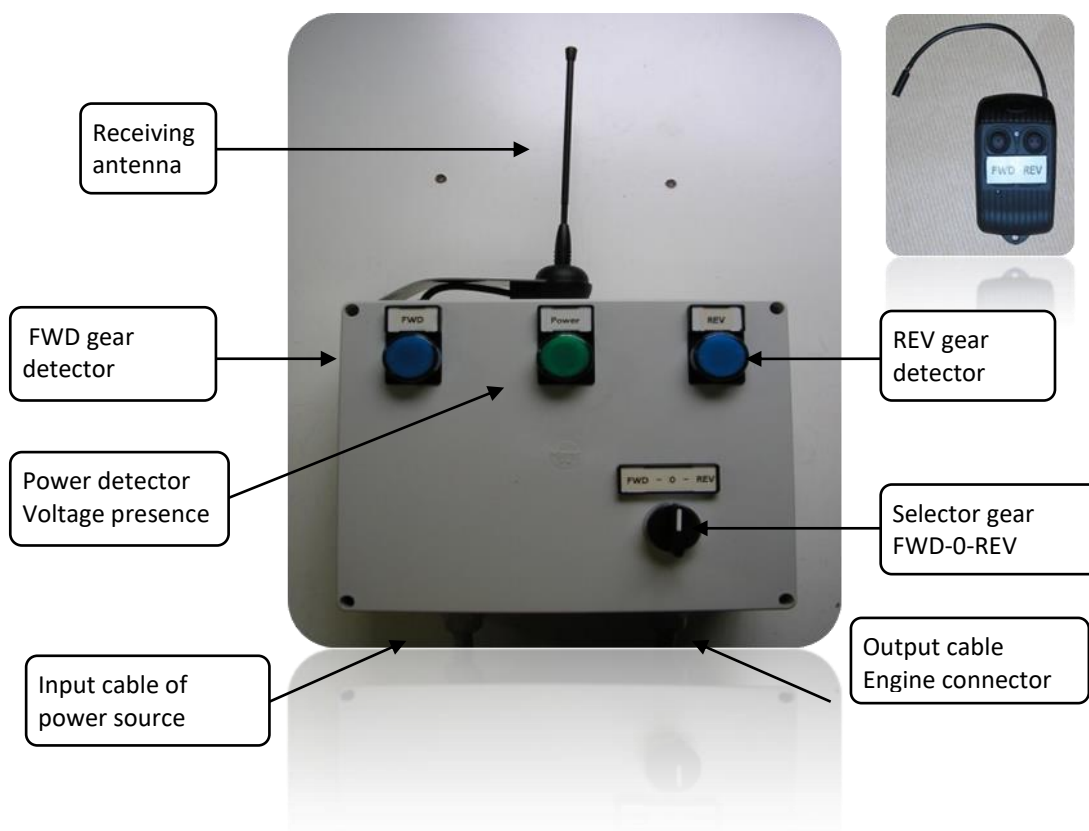 Receiving
antenna
FWD REV
FWD
Power
REV
FWD gear
detector
REV gear
detector
Power detector
Voltage presence
FWD - 0 - REV
Selector gear
FWD-0-REV
Output cable
Engine connector
Input cable of
power source